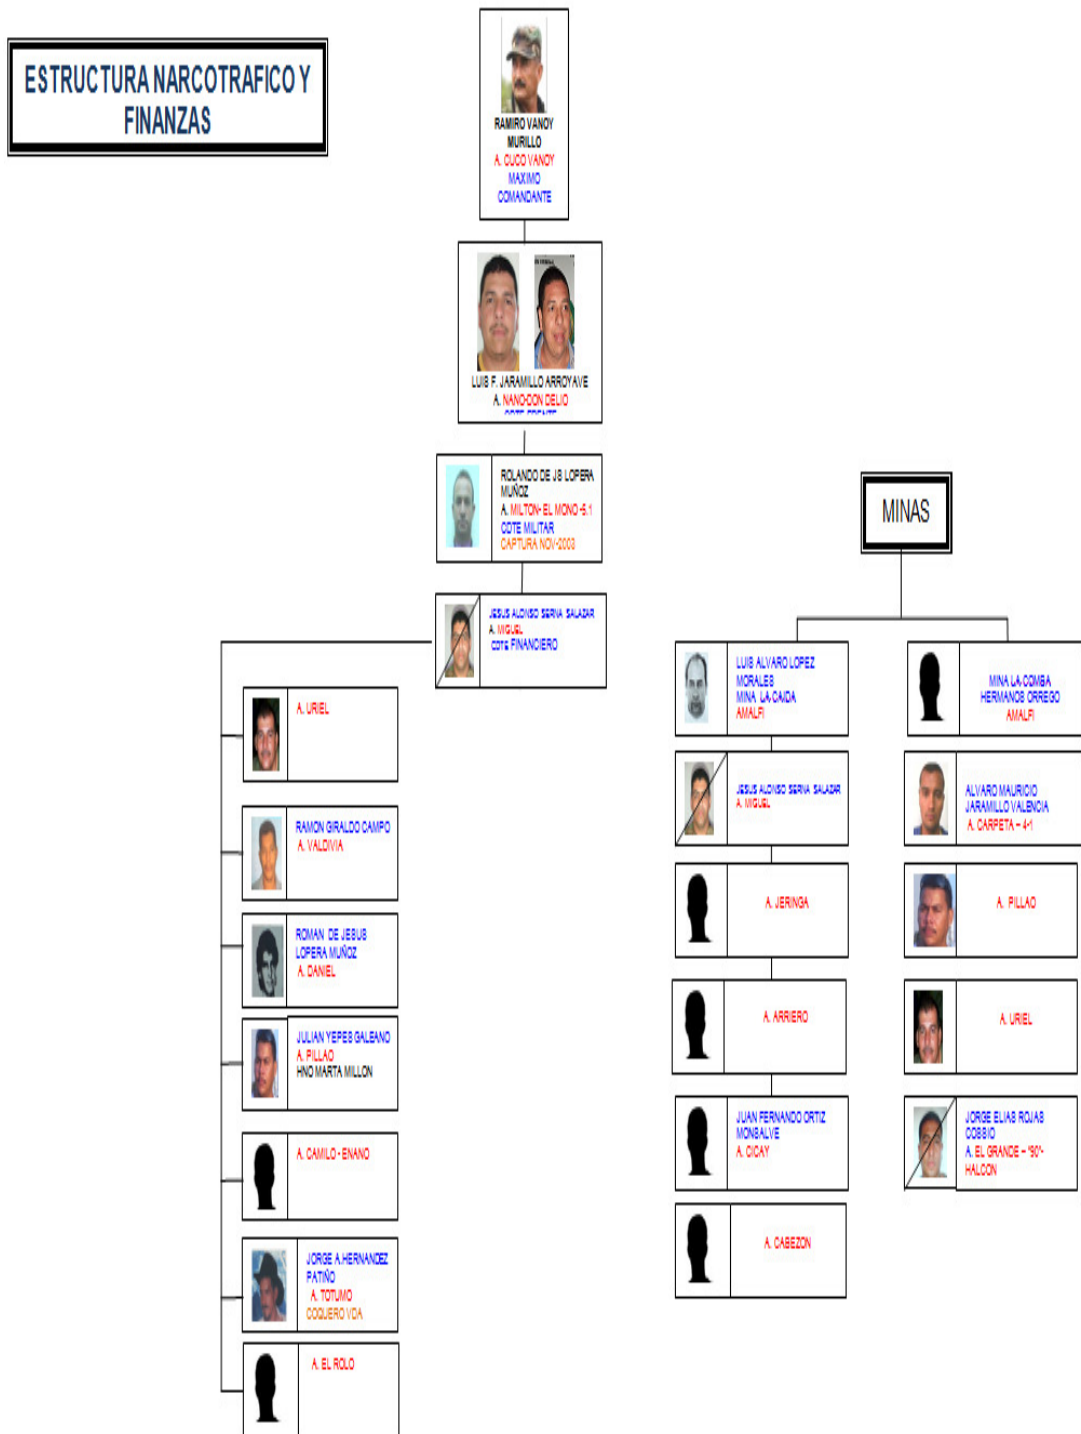 ESTRUCTURA NARCOTRAFICO Y
FINANZAS
RAMIRO VANOY
MURILLO
A. CUCO VANOY
MAXIMO
COMANDANTE
LUIS F. JARAMILLO ARROYAVE
A. NANO-DON DELIO
CDTE FRENTE
ROLANDO DE JS LOPERA
MUÑOZ
A. MILTON- EL MONO -5.1
CDTE MILITAR
CAPTURA NOV-2003
JESUS ALONSO SERNA SALAZAR
A. MIGUEL
CDTE FINANCIERO
A. URIEL
RAMON GIRALDO CAMPO
A. VALDIVIA
ROMAN DE JESUS
LOPERA MUÑOZ
A. DANIEL
JULIAN YEPES GALEANO
A. PILLAO
HNO MARTA MILLON
A. CAMILO - ENANO
JORGE A.HERNANDEZ
PATIÑO
A. TOTUMO
COQUERO VDA
A. EL ROLO
MINAS
LUIS ALVARO LOPEZ
MORALES
MINA LA CAIDA
AMALFI
JESUS ALONSO SERNA SALAZAR
A. MIGUEL
A. JERINGA
A. ARRIERO
JUAN FERNANDO ORTIZ
MONSALVE
A. CICAY
A. CABEZON
MINA LA COMBA
HERMANOS ORREGO
AMALFI
ALVARO MAURICIO
JARAMILLO VALENCIA
A. CARPETA – 4-1
A. PILLAO
A. URIEL
JORGE ELIAS ROJAS
COSSIO
A. EL GRANDE – "90"-
HALCON